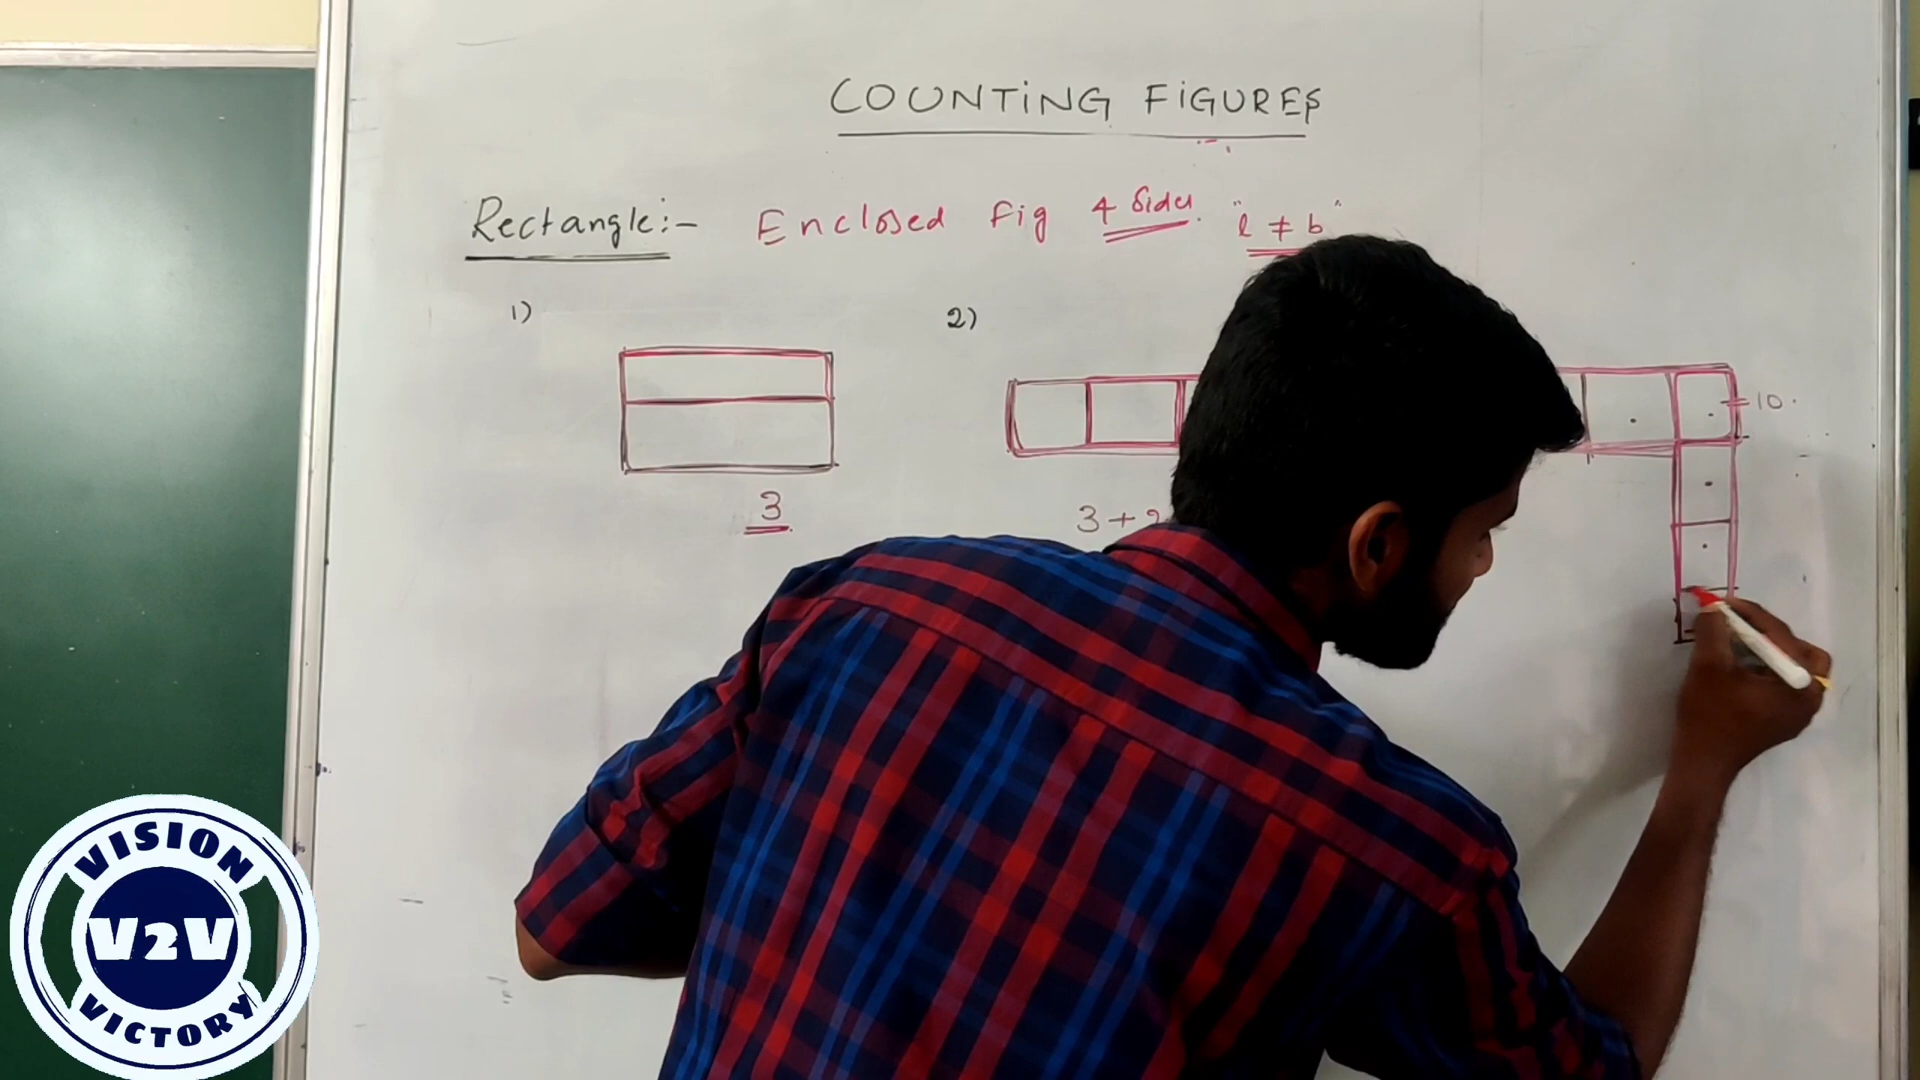 COUNTING FIGURES
Rectangle:- Enclosed Fig 4 Sides. "l ≠ b"
1)
2)
10
3
3+2
VISION
V2V
VICTORY